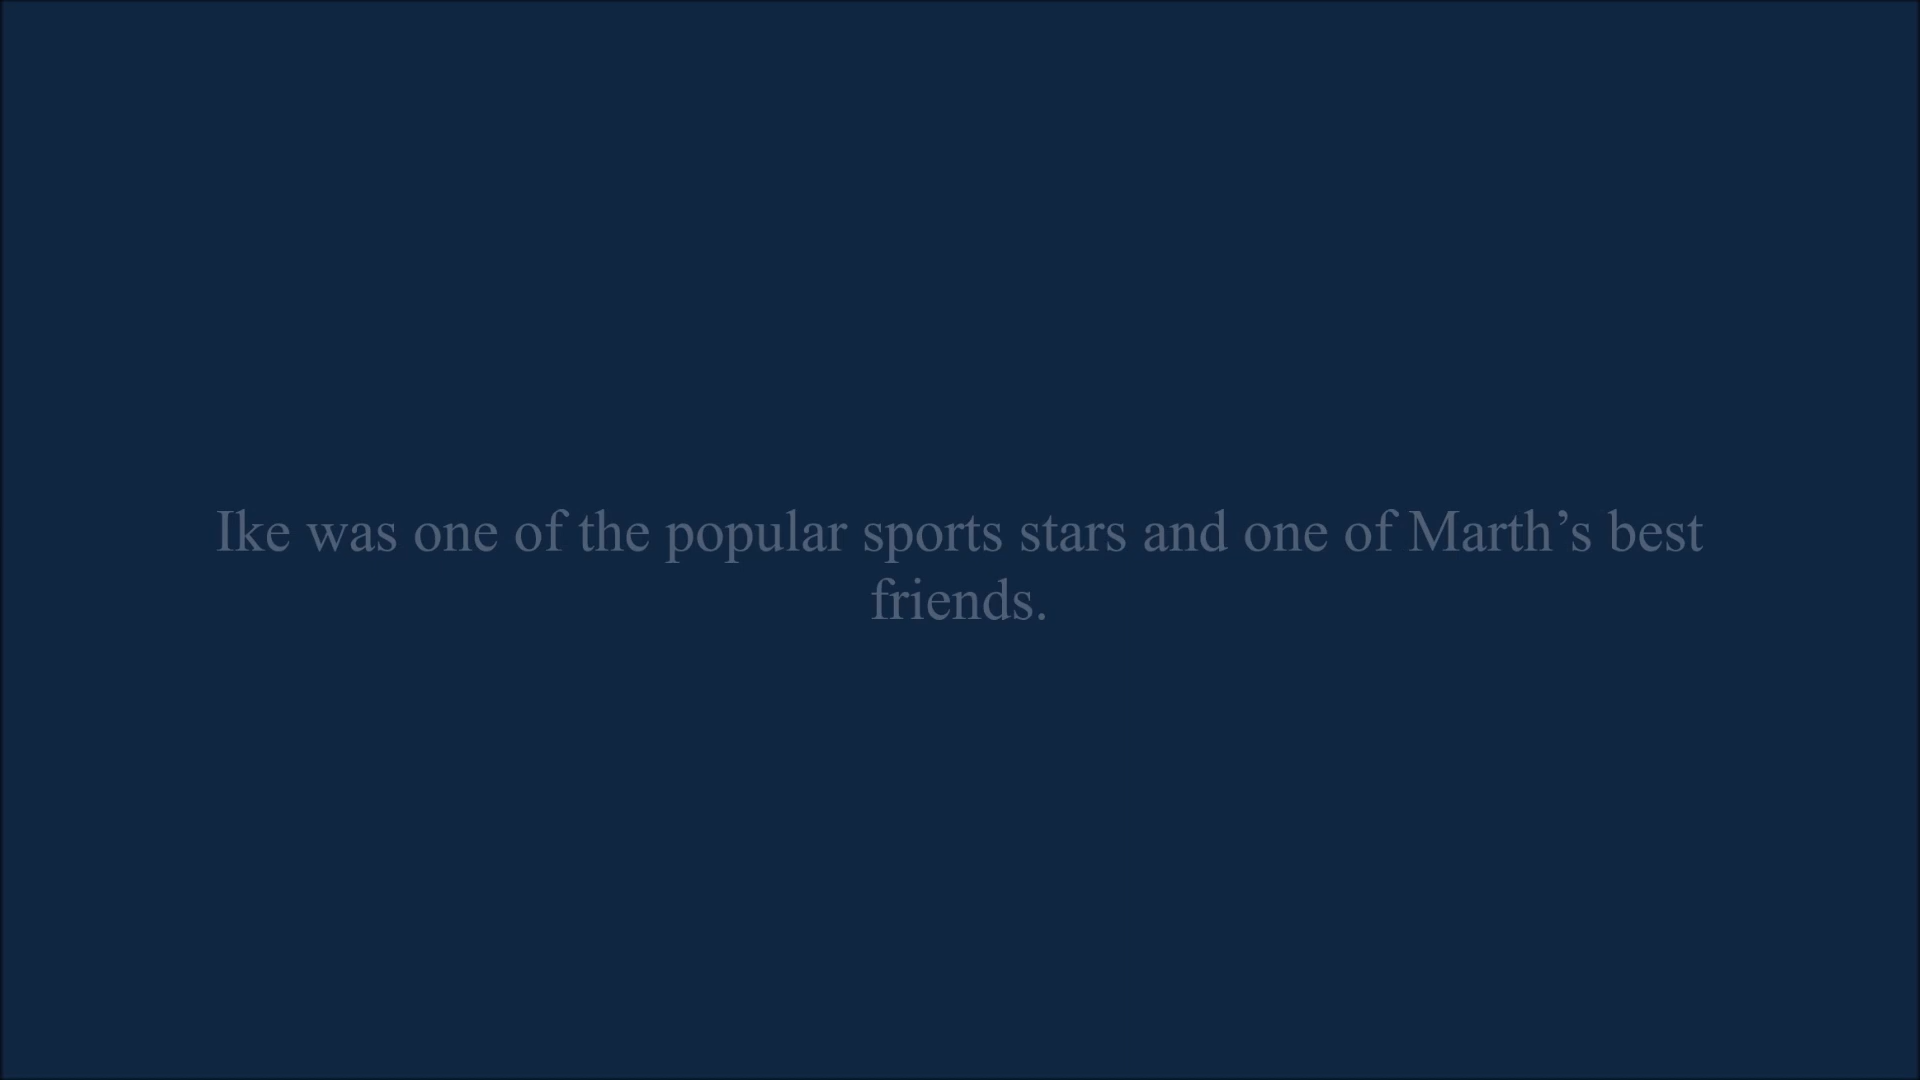 Ike was one of the popular sports stars and one of Marth’s best
friends.